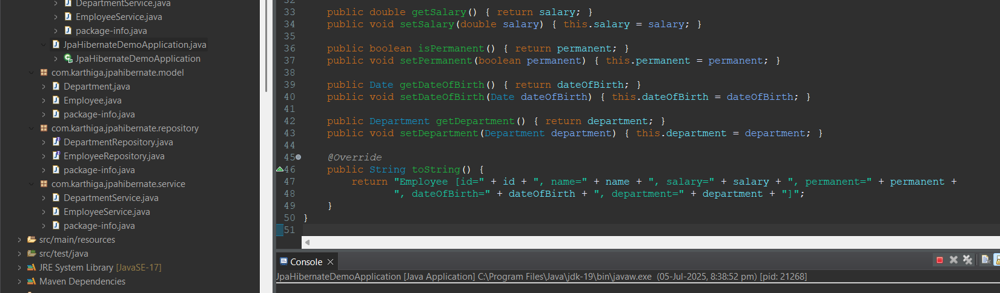 DepartmentService.java
EmployeeService.java
package-info.java
JpaHibernateDemoApplication.java
JpaHibernateDemoApplication
com.karthiga.jpahibernate.model
Department.java
Employee.java
package-info.java
com.karthiga.jpahibernate.repository
DepartmentRepository.java
EmployeeRepository.java
package-info.java
com.karthiga.jpahibernate.service
DepartmentService.java
EmployeeService.java
package-info.java
src/main/resources
src/test/java
JRE System Library [JavaSE-17]
Maven Dependencies
32
33 public double getSalary() { return salary; }
34 public void setSalary(double salary) { this.salary = salary; }
35
36 public boolean isPermanent() { return permanent; }
37 public void setPermanent(boolean permanent) { this.permanent = permanent; }
38
39 public Date getDateOfBirth() { return dateOfBirth; }
40 public void setDateOfBirth(Date dateOfBirth) { this.dateOfBirth = dateOfBirth; }
41
42 public Department getDepartment() { return department; }
43 public void setDepartment(Department department) { this.department = department; }
44
45 @Override
46 public String toString() {
47 return "Employee [id=" + id + ", name=" + name + ", salary=" + salary + ", permanent=" + permanent +
48 ", dateOfBirth=" + dateOfBirth + ", department=" + department + "]";
49 }
50 }
51
Console
JpaHibernateDemoApplication [Java Application] C:\Program Files\Java\jdk-19\bin\javaw.exe (05-Jul-2025, 8:38:52 pm) [pid: 21268]